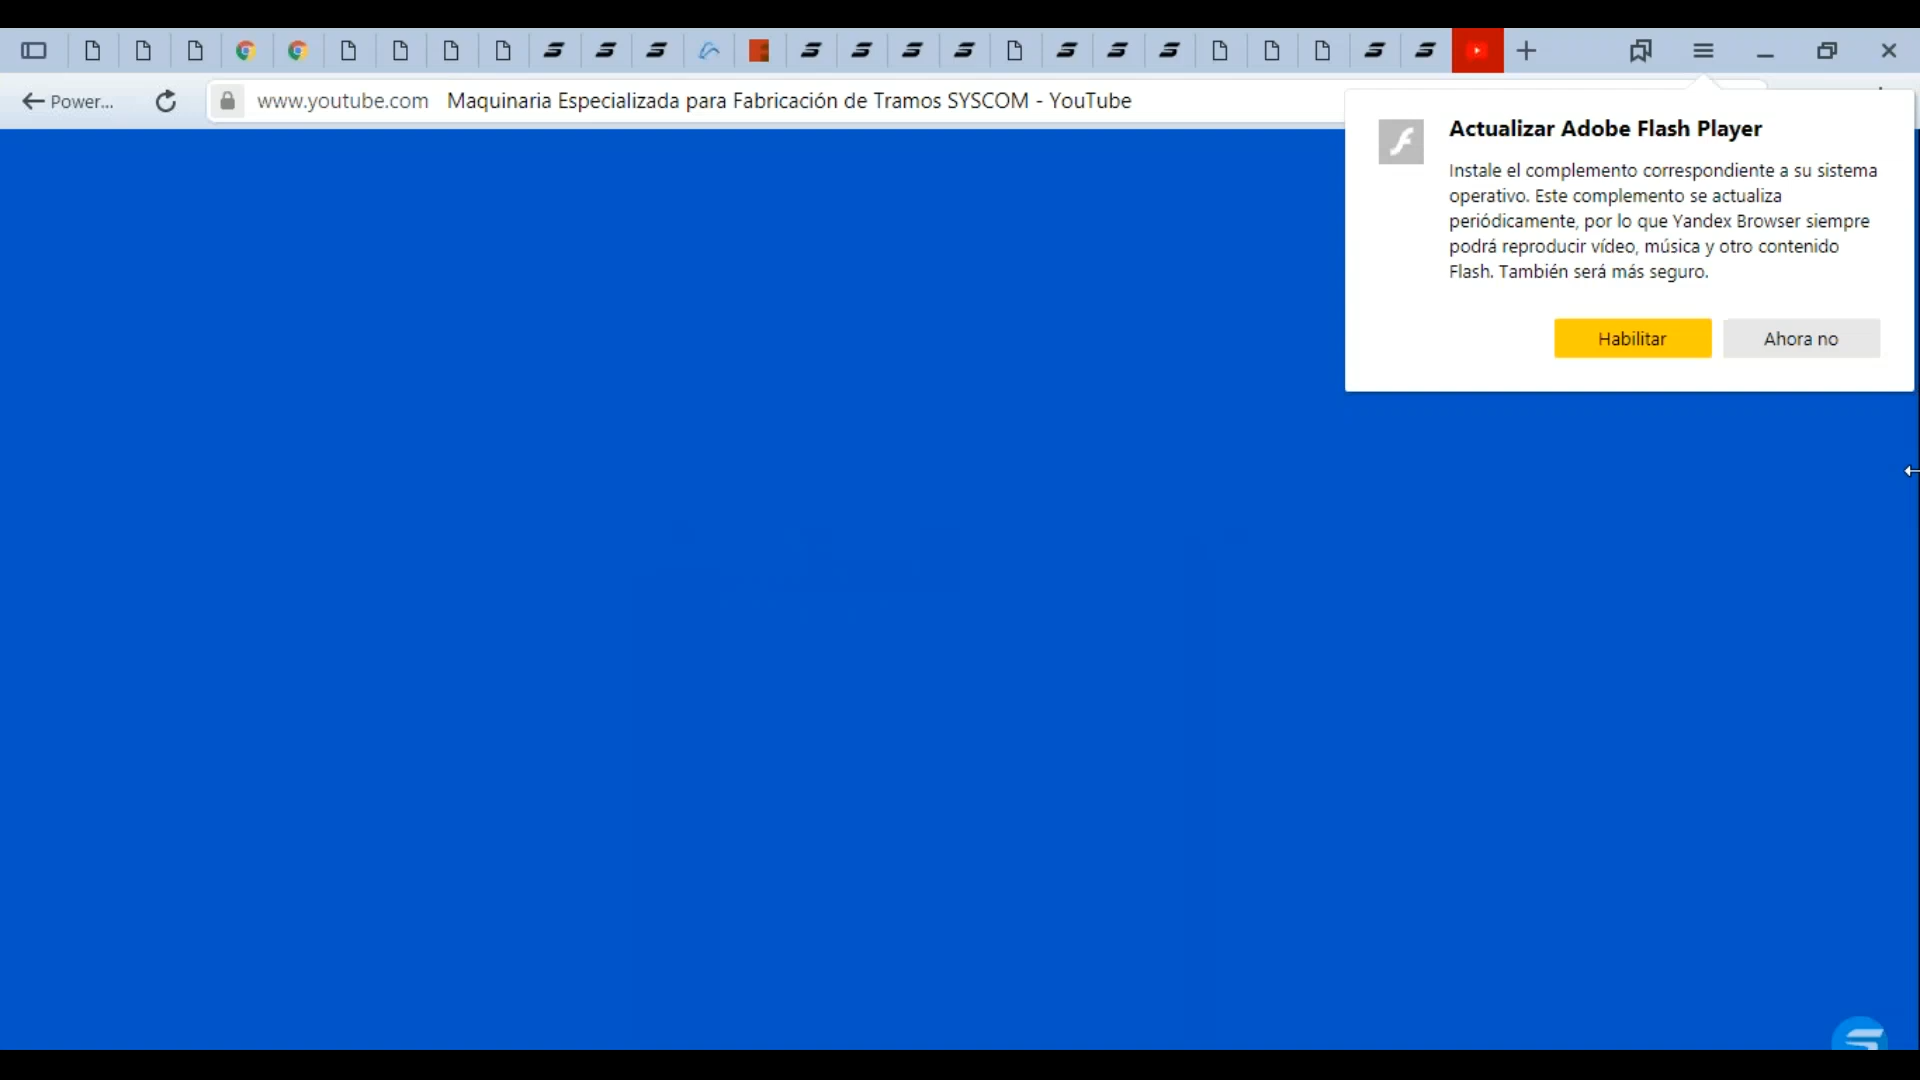 Power...
www.youtube.com Maquinaria Especializada para Fabricación de Tramos SYSCOM - YouTube
Actualizar Adobe Flash Player
Instale el complemento correspondiente a su sistema
operativo. Este complemento se actualiza
periódicamente, por lo que Yandex Browser siempre
podrá reproducir vídeo, música y otro contenido
Flash. También será más seguro.
Habilitar
Ahora no